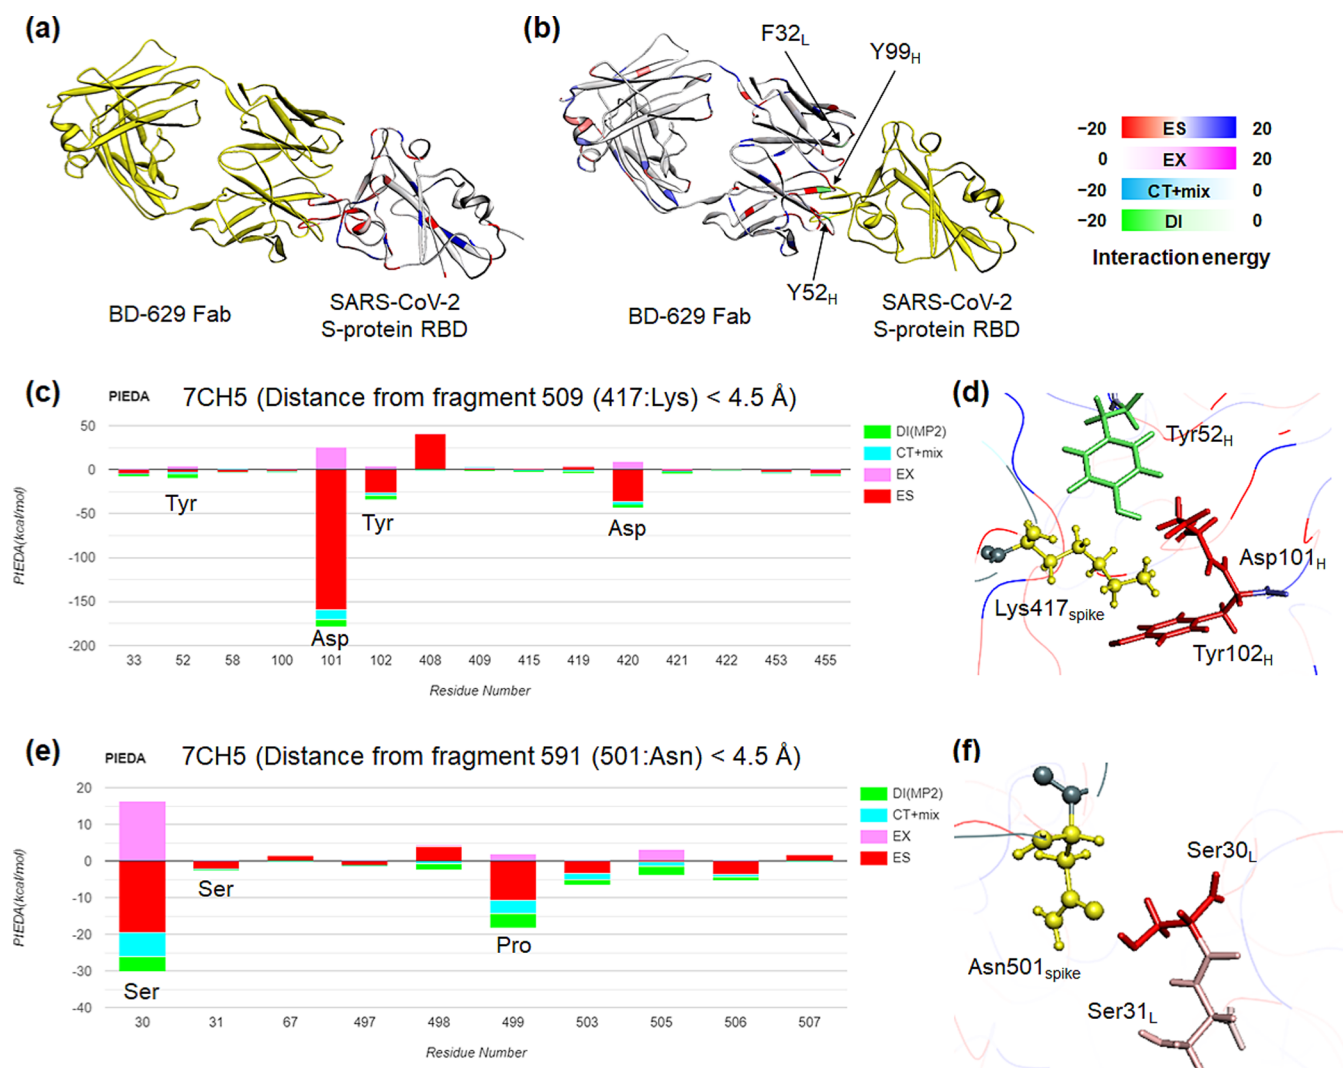 (a)
(b)
F32L
Y99H
Y52H
BD-629 Fab
SARS-CoV-2
S-protein RBD
BD-629 Fab
SARS-CoV-2
S-protein RBD
−20 ES 20
0 EX 20
−20 CT+mix 0
−20 DI 0
Interaction energy
(c)
PIEDA
7CH5 (Distance from fragment 509 (417:Lys) < 4.5 Å)
DI(MP2)
CT+mix
EX
ES
PIEDA(kcal/mol)
50
0
-50
-100
-150
-200
Tyr
Asp
Tyr
Asp
33 52 58 100 101 102 408 409 415 419 420 421 422 453 455
Residue Number
(d)
Tyr52H
Asp101H
Lys417spike
Tyr102H
(e)
PIEDA
7CH5 (Distance from fragment 591 (501:Asn) < 4.5 Å)
DI(MP2)
CT+mix
EX
ES
PIEDA(kcal/mol)
20
10
0
-10
-20
-30
-40
Ser
Ser
Pro
30 31 67 497 498 499 503 505 506 507
Residue Number
(f)
Ser30L
Asn501spike
Ser31L